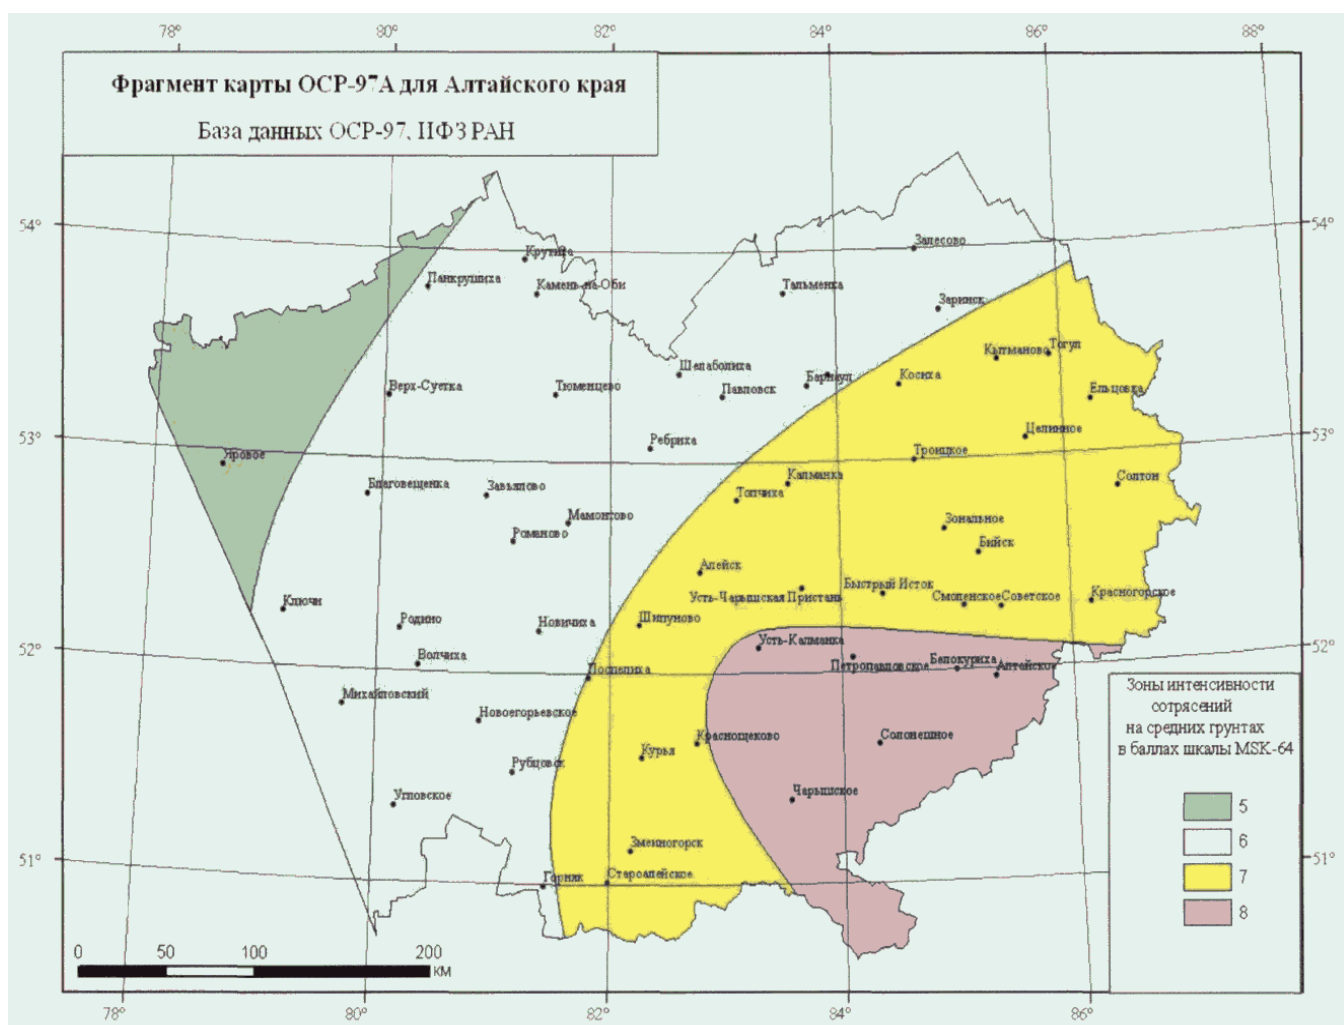 78°
80°
82°
84°
86°
88°
Фрагмент карты ОСР-97А для Алтайского края
База данных ОСР-97, ИФЗ РАН
54°
54°
Залесово
Крутиха
Панкрушиха
Камень-на-Оби
Тальменка
Заринск
Кытманово
Тогул
Шелаболиха
Верх-Суетка
Тюменцево
Павловск
Барнаул
Косиха
Ельцовка
53°
53°
Целинное
Ребриха
Троицкое
Яровое
Калманка
Солтон
Благовещенка
Завьялово
Топчиха
Мамонтово
Романово
Зональное
Бийск
Алейск
Быстрый Исток
Усть-Чарышская Пристань
Смоленское
Советское
Красногорское
Ключи
Родино
Новичиха
Шипуново
52°
52°
Усть-Калманка
Волчиха
Поспелиха
Петропавловское
Белокуриха
Алтайское
Михайловский
Новоегорьевское
Краснощеково
Солонешное
Курья
Рубцовск
Угловское
Чарышское
Змеиногорск
51°
51°
Горняк
Староалейское
Зоны интенсивности
сотрясений
на средних грунтах
в баллах шкалы MSK-64
5
6
7
8
0
50
100
200
КМ
78°
80°
82°
84°
86°